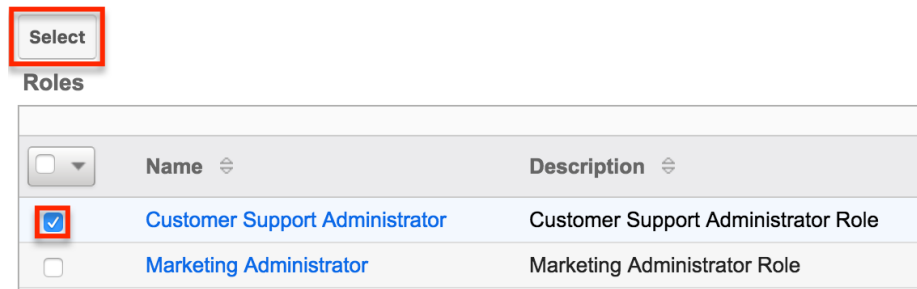 Select
Roles
Name Description
Customer Support Administrator Customer Support Administrator Role
Marketing Administrator Marketing Administrator Role